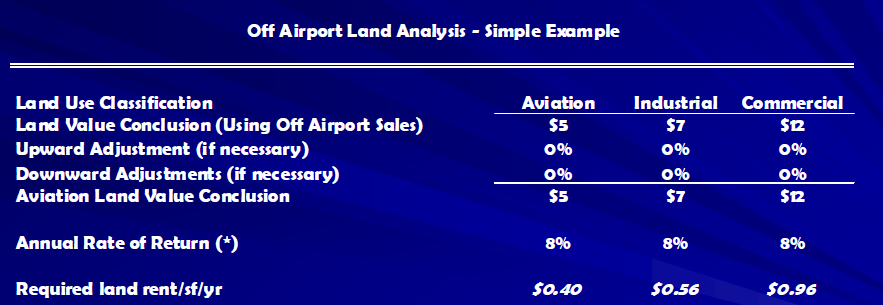 Off Airport Land Analysis - Simple Example
Land Use Classification Aviation Industrial Commercial
Land Value Conclusion (Using Off Airport Sales) $5 $7 $12
Upward Adjustment (if necessary) 0% 0% 0%
Downward Adjustments (if necessary) 0% 0% 0%
Aviation Land Value Conclusion $5 $7 $12
Annual Rate of Return (*) 8% 8% 8%
Required land rent/sf/yr $0.40 $0.56 $0.96